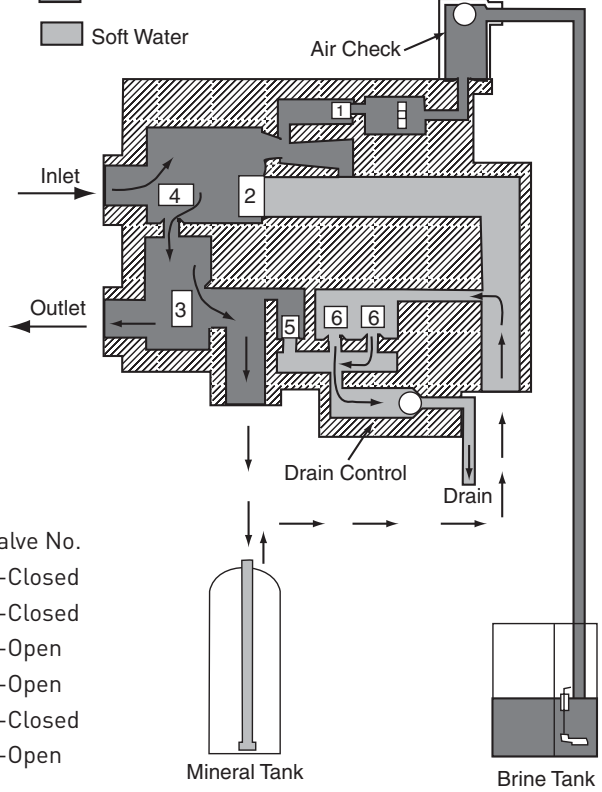 Soft Water
Air Check
1
Inlet
4
2
Outlet
3
5
6
6
Drain Control
Drain
alve No.
-Closed
-Closed
-Open
-Open
-Closed
-Open
Mineral Tank
Brine Tank